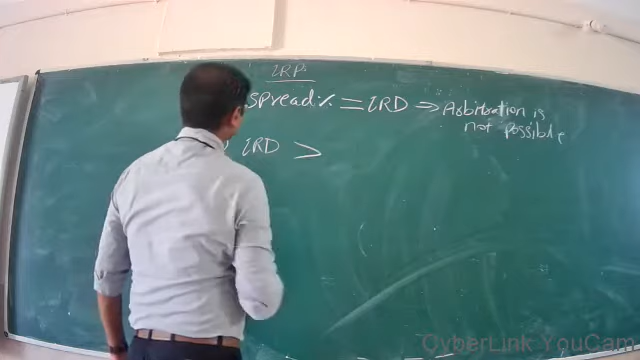 IRP:
spread% = IRD → Arbitration is
not possible
IRD >
CyberLink YouCam